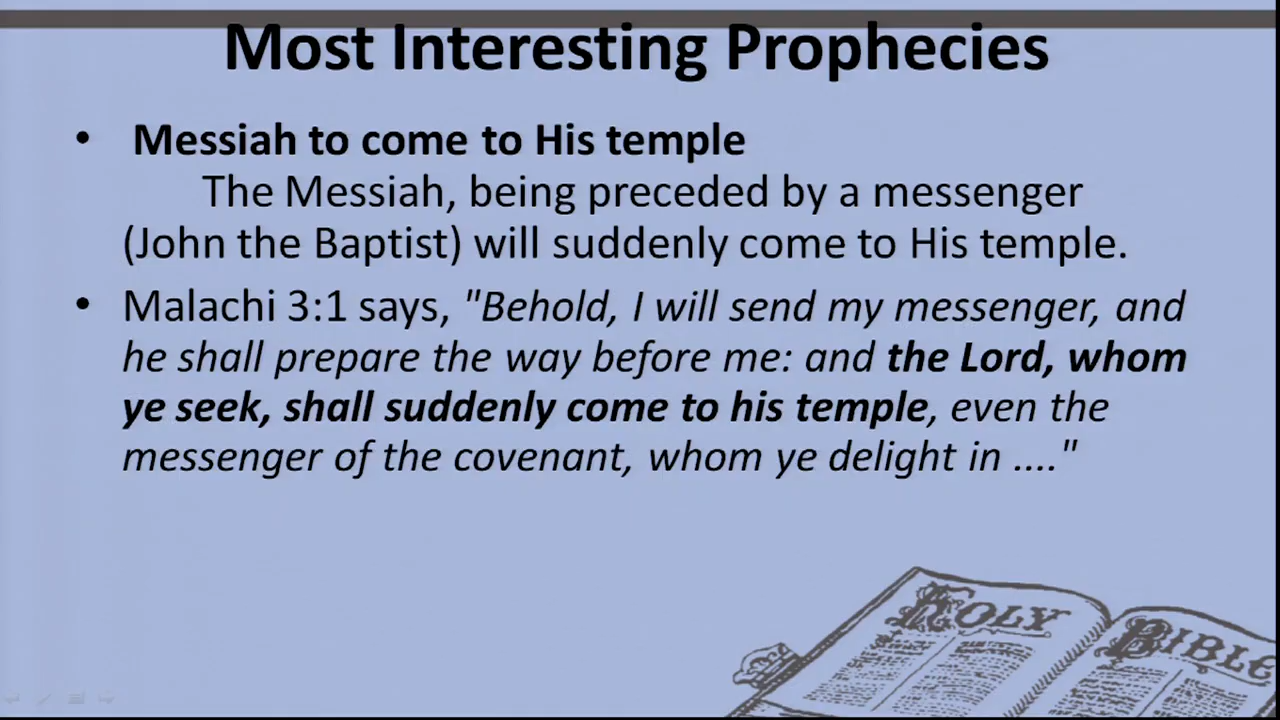 Most Interesting Prophecies
• Messiah to come to His temple
The Messiah, being preceded by a messenger
(John the Baptist) will suddenly come to His temple.
• Malachi 3:1 says, "Behold, I will send my messenger, and
he shall prepare the way before me: and the Lord, whom
ye seek, shall suddenly come to his temple, even the
messenger of the covenant, whom ye delight in ...."
HOLY BIBLE